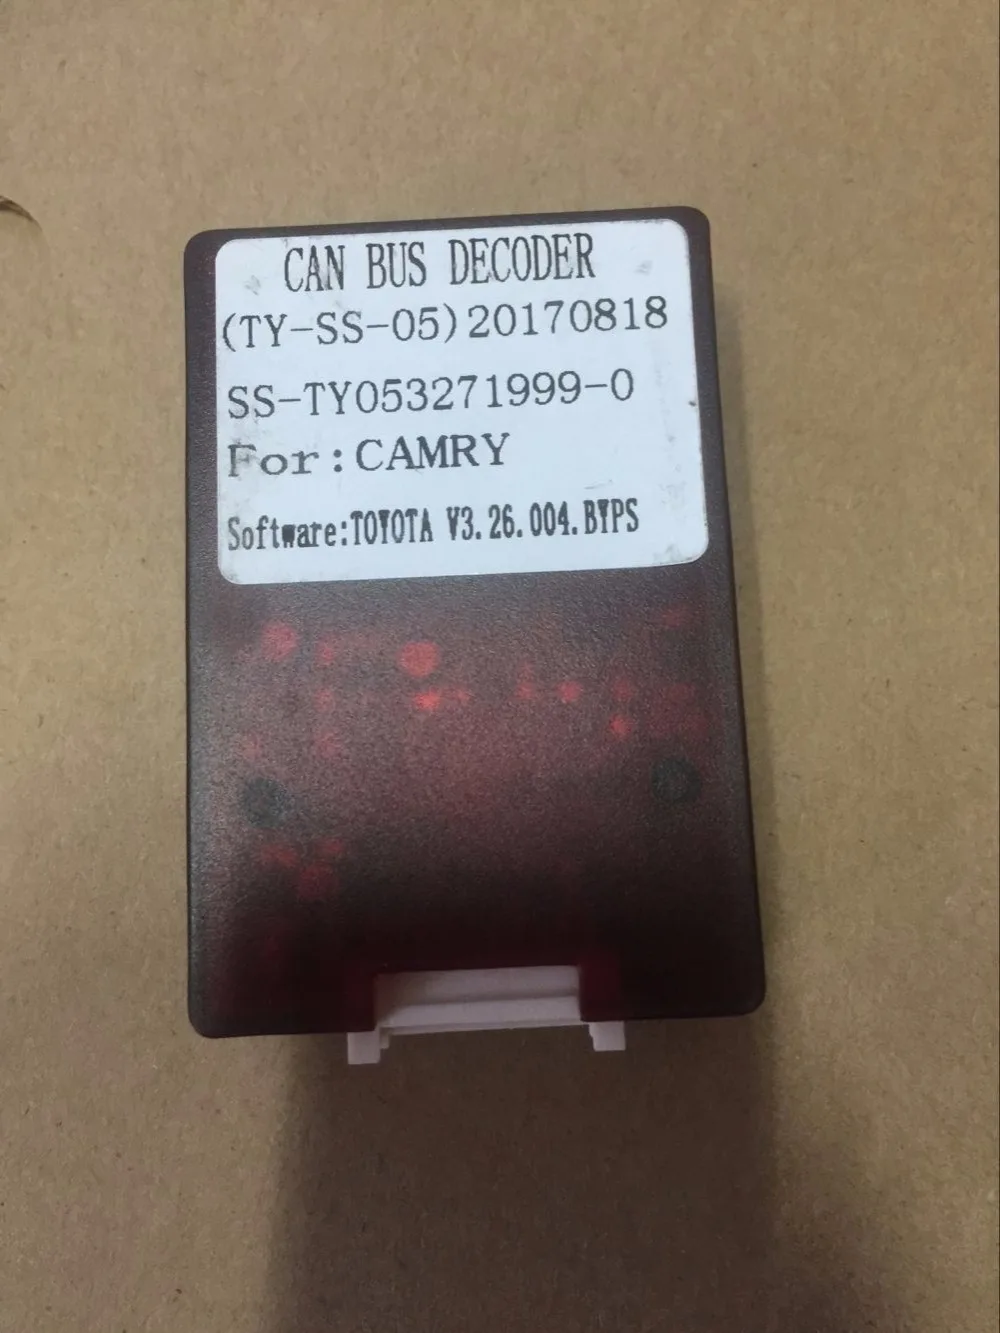 CAN BUS DECODER
(TY-SS-05)20170818
SS-TY053271999-0
For:CAMRY
Software:TOYOTA V3.26.004.BYPS